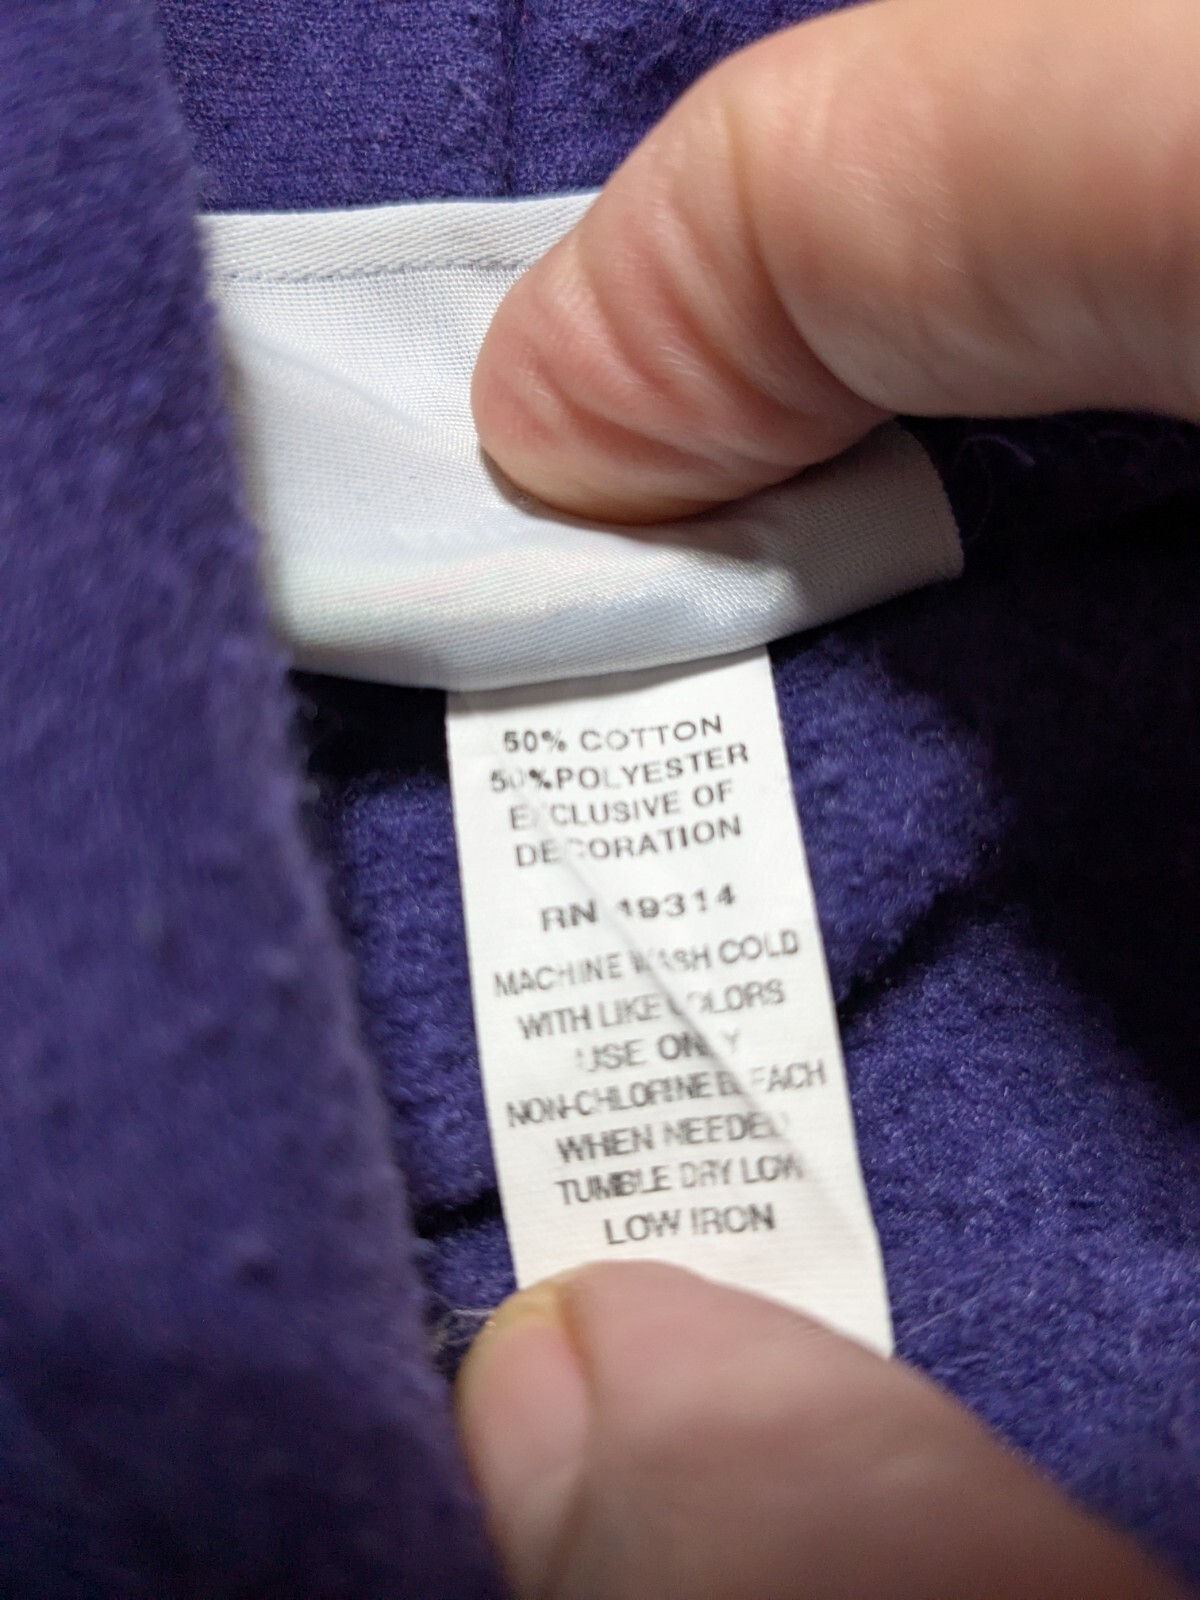 50% COTTON
50%POLYESTER
EXCLUSIVE OF
DECORATION
RN 19314
MACHINE WASH COLD
WITH LIKE COLORS
USE ONLY
NON-CHLORINE BLEACH
WHEN NEEDED
TUMBLE DRY LOW
LOW IRON